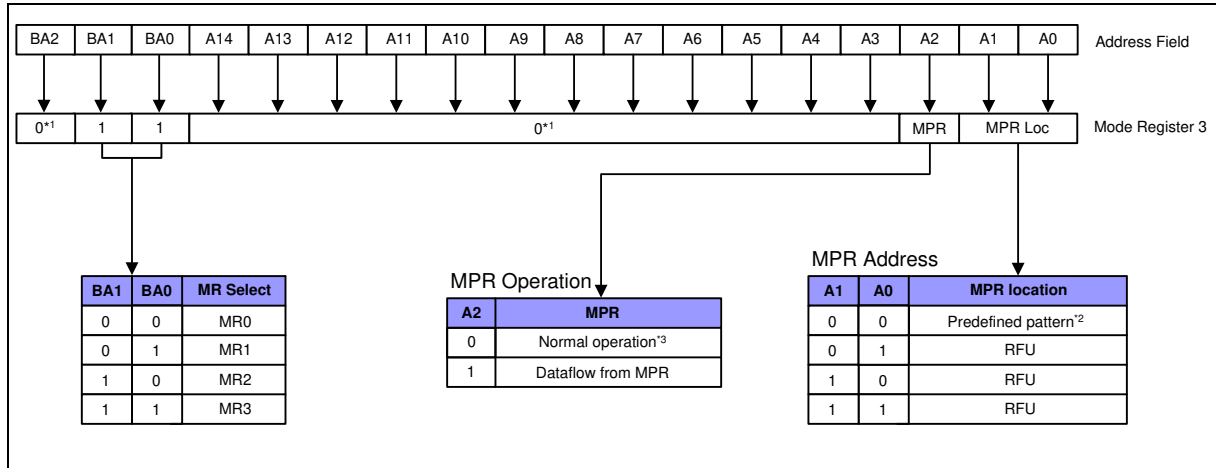 BA2 BA1 BA0 A14 A13 A12 A11 A10 A9 A8 A7 A6 A5 A4 A3 A2 A1 A0 Address Field
0*1 1 1 0*1 MPR MPR Loc Mode Register 3
MPR Address
MPR Operation
BA1 BA0 MR Select
0 0 MR0
0 1 MR1
1 0 MR2
1 1 MR3
A2 MPR
0 Normal operation*3
1 Dataflow from MPR
A1 A0 MPR location
0 0 Predefined pattern*2
0 1 RFU
1 0 RFU
1 1 RFU